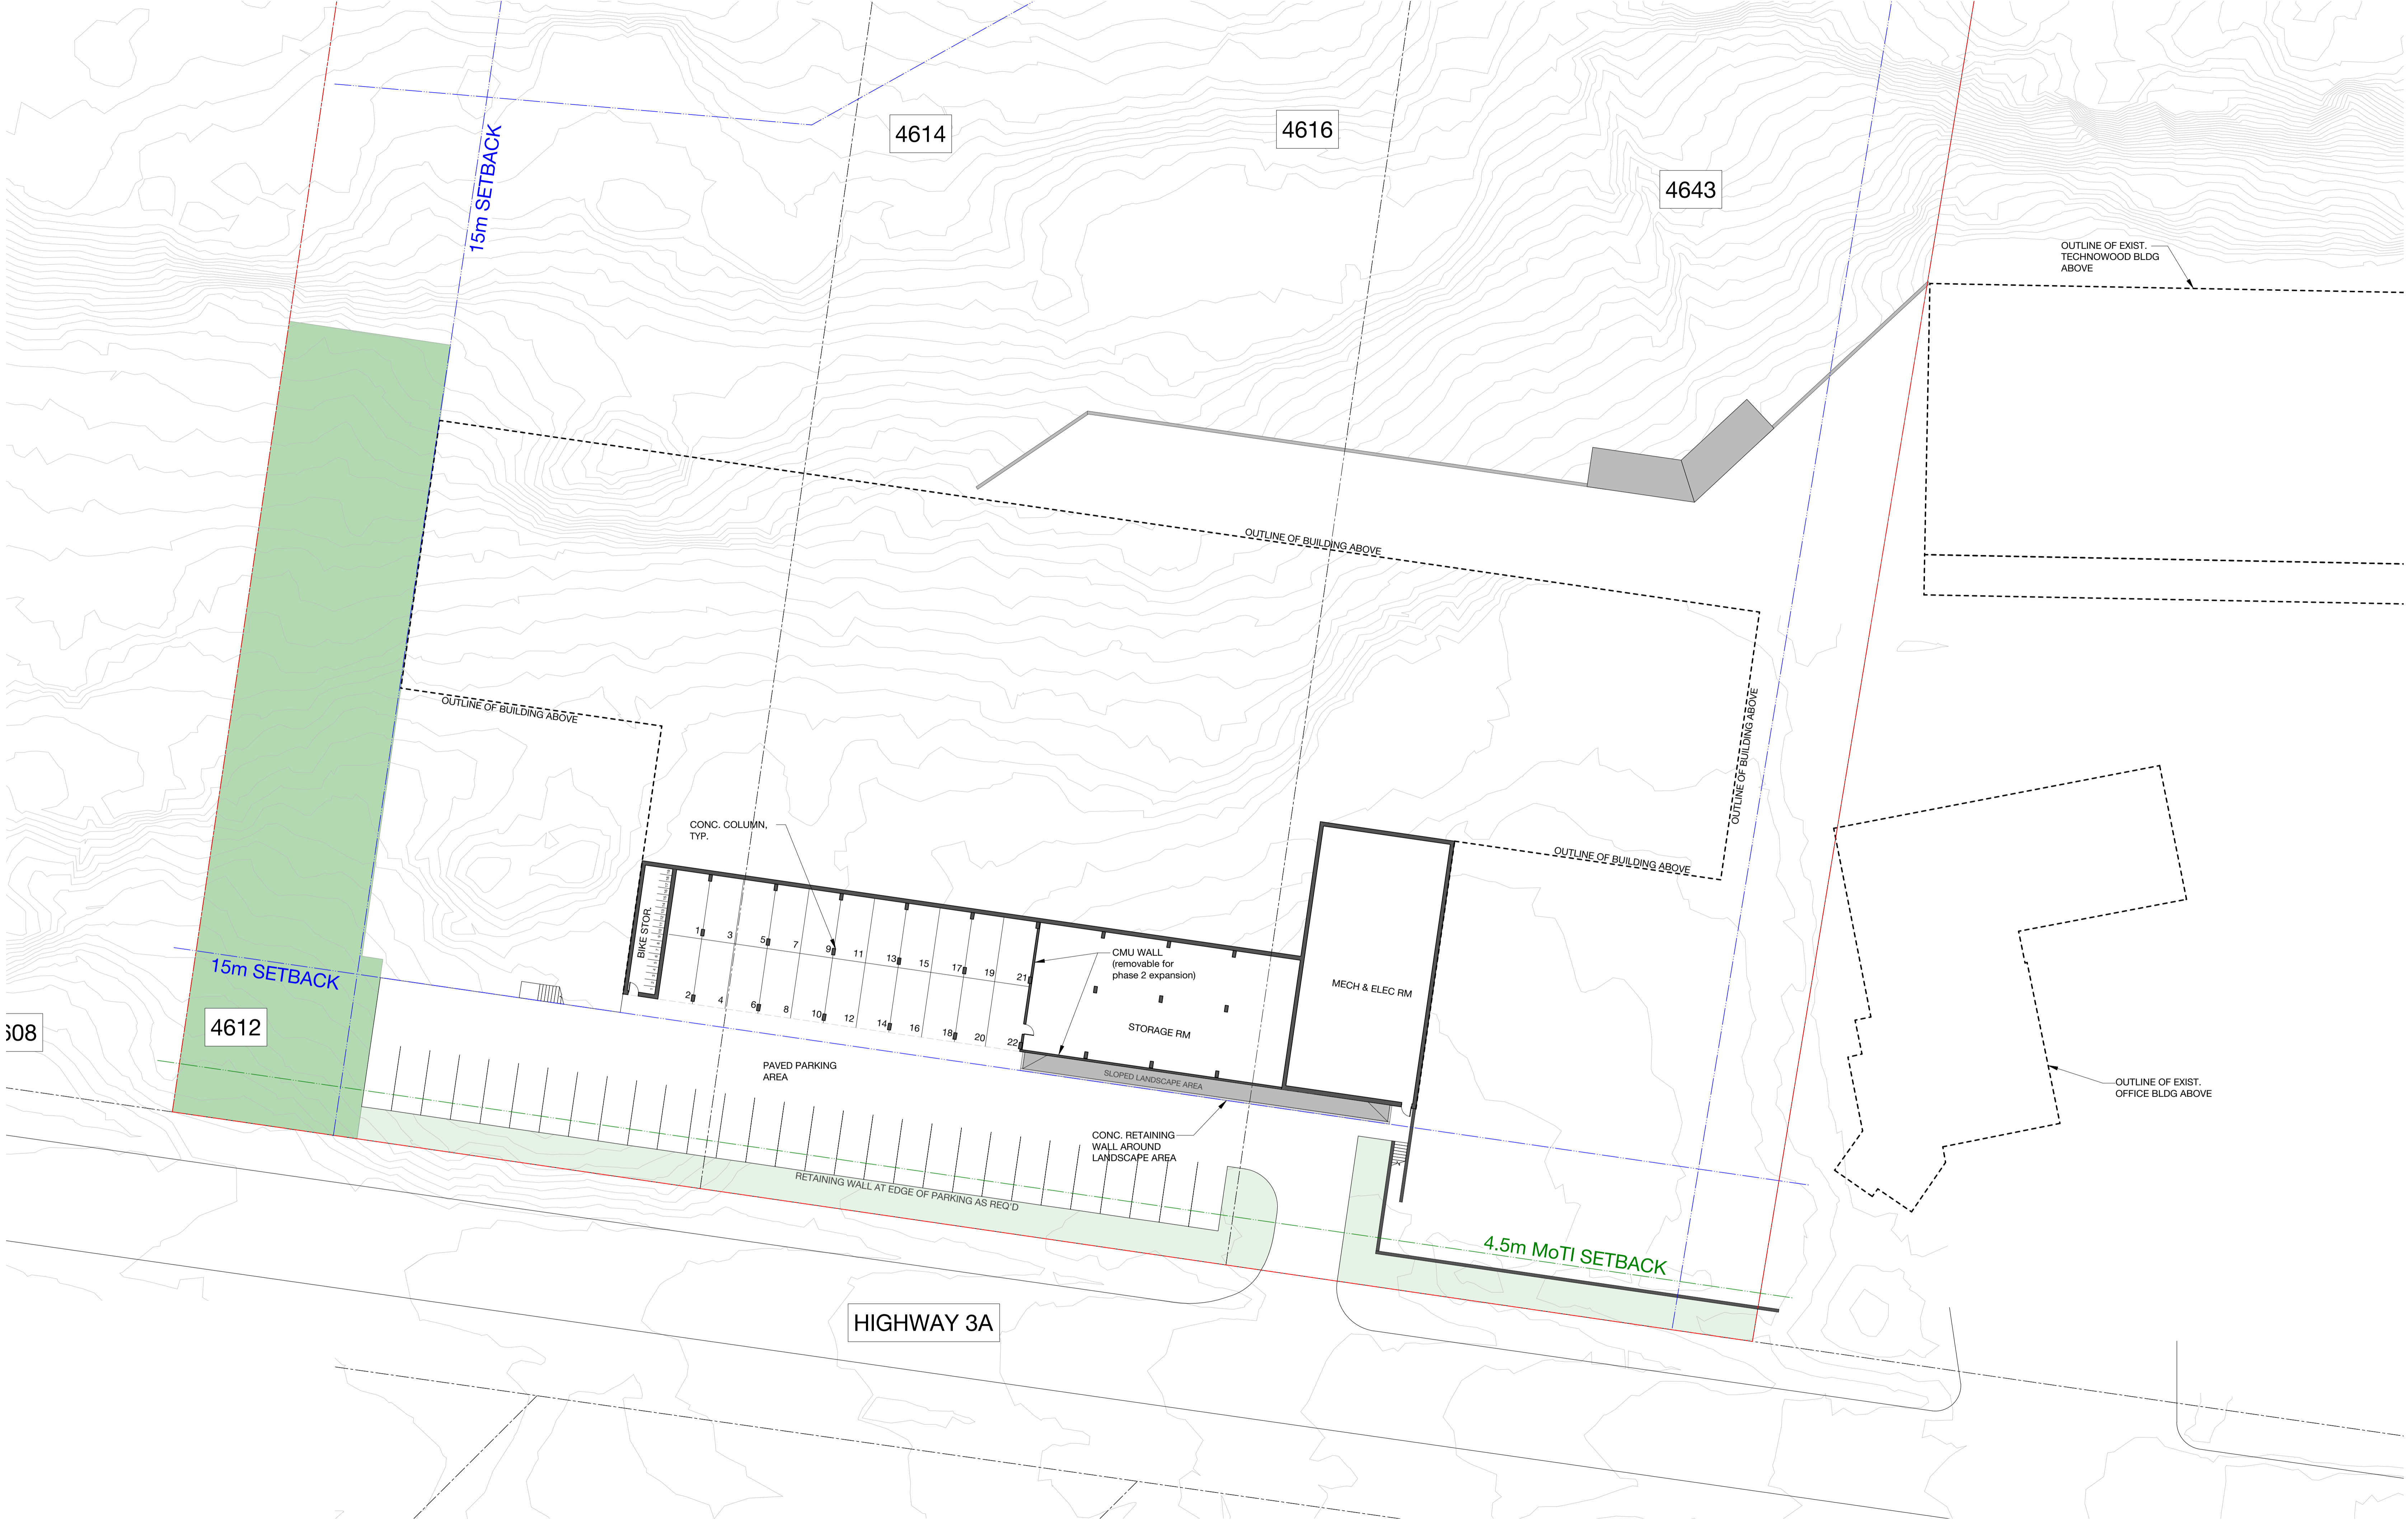 4614
4616
15m SETBACK
4643
OUTLINE OF EXIST.
TECHNOWOOD BLDG
ABOVE
OUTLINE OF BUILDING ABOVE
OUTLINE OF BUILDING ABOVE
OUTLINE OF BUILDING ABOVE
OUTLINE OF BUILDING ABOVE
CONC. COLUMN,
TYP.
BIKE STOR.
1
3
5
7
9
11
13
15
17
19
21
2
4
6
8
10
12
14
16
18
20
22
CMU WALL
(removable for
phase 2 expansion)
MECH & ELEC RM
STORAGE RM
15m SETBACK
4612
608
PAVED PARKING
AREA
SLOPED LANDSCAPE AREA
CONC. RETAINING
WALL AROUND
LANDSCAPE AREA
RETAINING WALL AT EDGE OF PARKING AS REQ'D
OUTLINE OF EXIST.
OFFICE BLDG ABOVE
4.5m MoTI SETBACK
HIGHWAY 3A